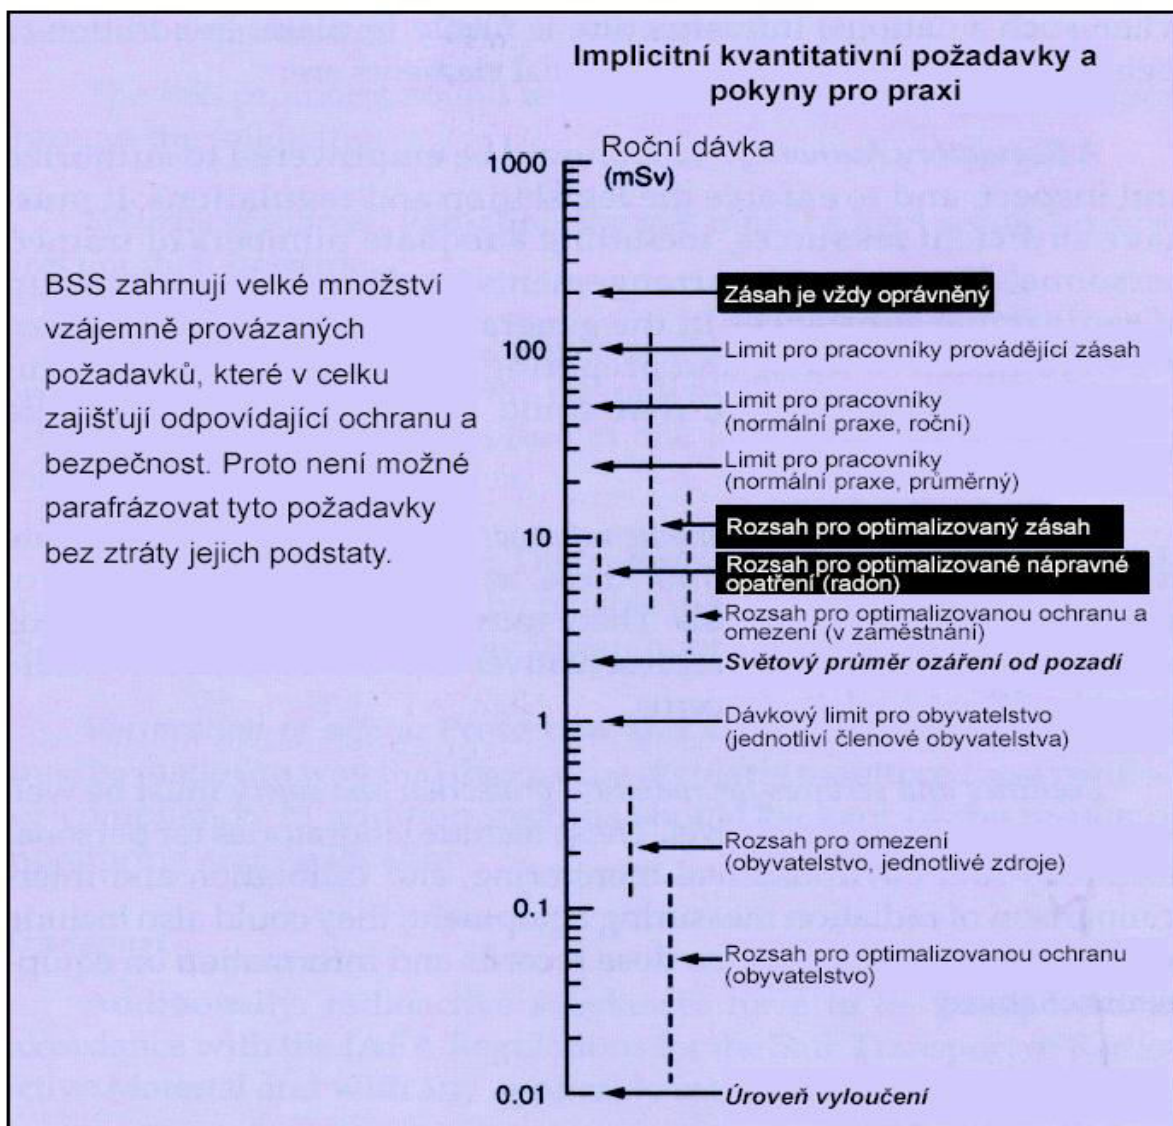 Implicitní kvantitativní požadavky a
pokyny pro praxi
Roční dávka
(mSv)
1000
BSS zahrnují velké množství
vzájemně provázaných
požadavků, které v celku
zajišťují odpovídající ochranu a
bezpečnost. Proto není možné
parafrázovat tyto požadavky
bez ztráty jejich podstaty.
Zásah je vždy oprávněný
100
Limit pro pracovníky provádějící zásah
Limit pro pracovníky
(normální praxe, roční)
Limit pro pracovníky
(normální praxe, průměrný)
Rozsah pro optimalizovaný zásah
10
Rozsah pro optimalizované nápravné
opatření (radon)
Rozsah pro optimalizovanou ochranu a
omezení (v zaměstnání)
Světový průměr ozáření od pozadí
1
Dávkový limit pro obyvatelstvo
(jednotliví členové obyvatelstva)
Rozsah pro omezení
(obyvatelstvo, jednotlivé zdroje)
0.1
Rozsah pro optimalizovanou ochranu
(obyvatelstvo)
0.01
Úroveň vyloučení